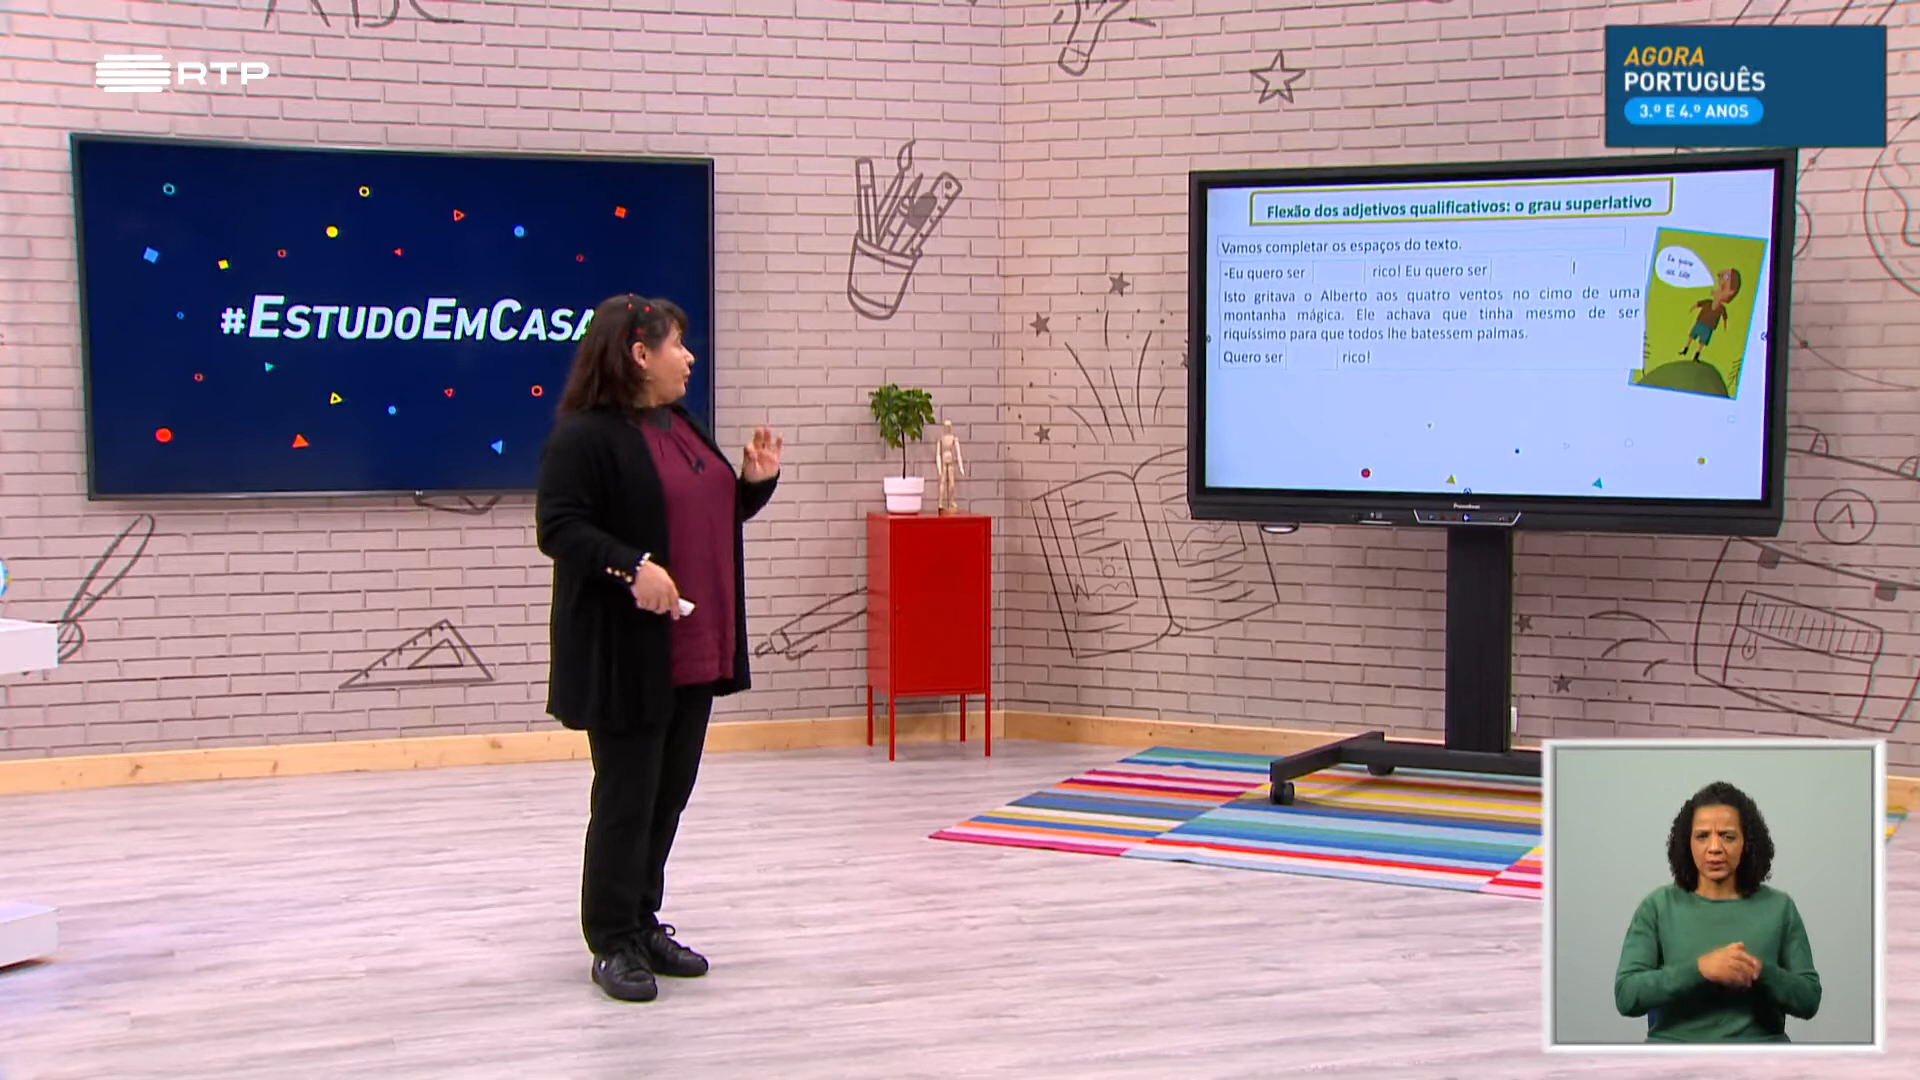 RTP
AGORA
PORTUGUÊS
3.º E 4.º ANOS
#ESTUDOEMCASA
Flexão dos adjetivos qualificativos: o grau superlativo
Vamos completar os espaços do texto.
-Eu quero ser rico! Eu quero ser !
Isto gritava o Alberto aos quatro ventos no cimo de uma
montanha mágica. Ele achava que tinha mesmo de ser
riquíssimo para que todos lhe batessem palmas.
Quero ser rico!